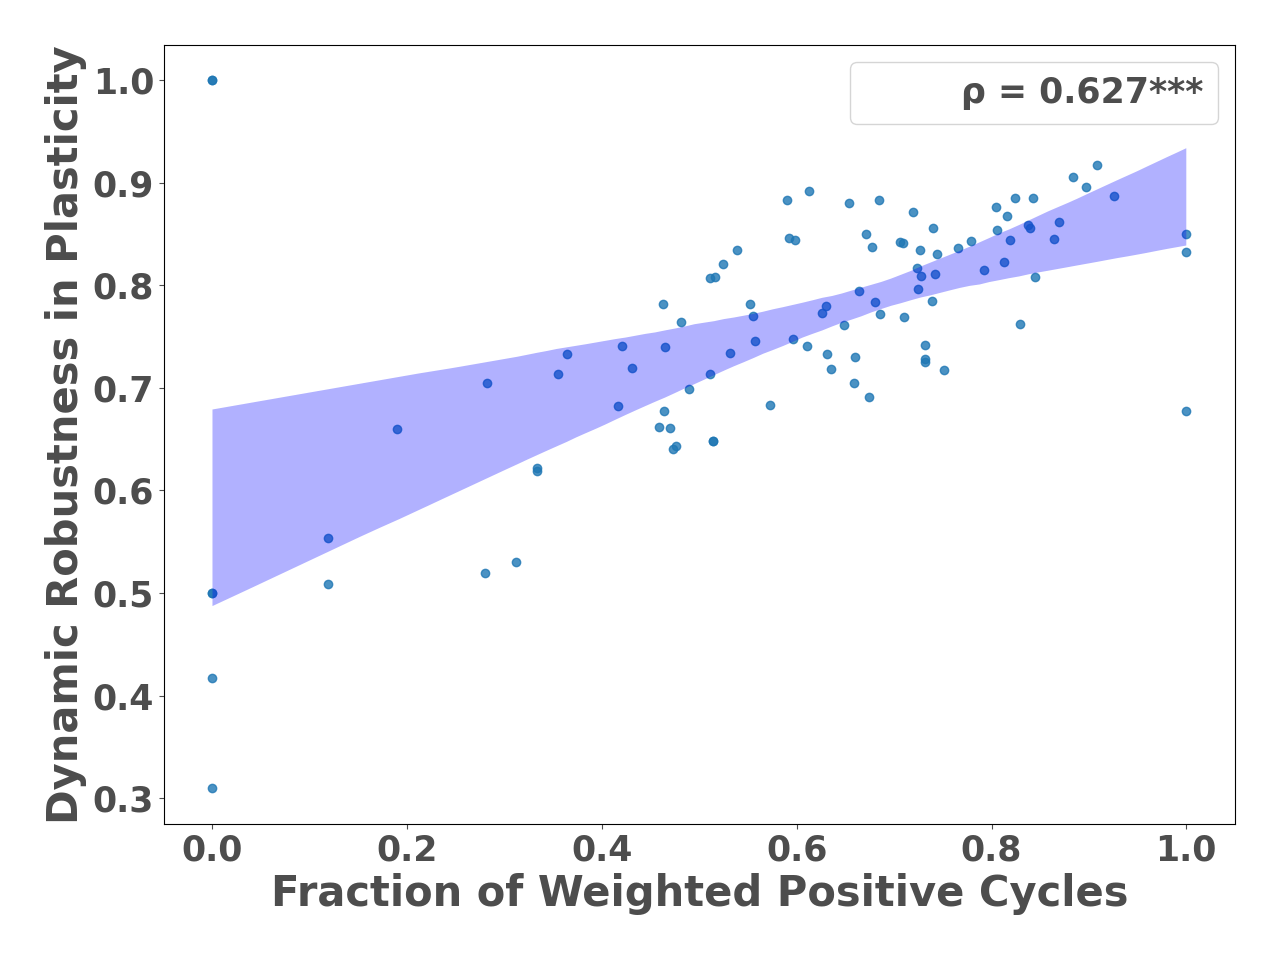 ρ = 0.627***
Dynamic Robustness in Plasticity
1.0
0.9
0.8
0.7
0.6
0.5
0.4
0.3
0.0 0.2 0.4 0.6 0.8 1.0
Fraction of Weighted Positive Cycles